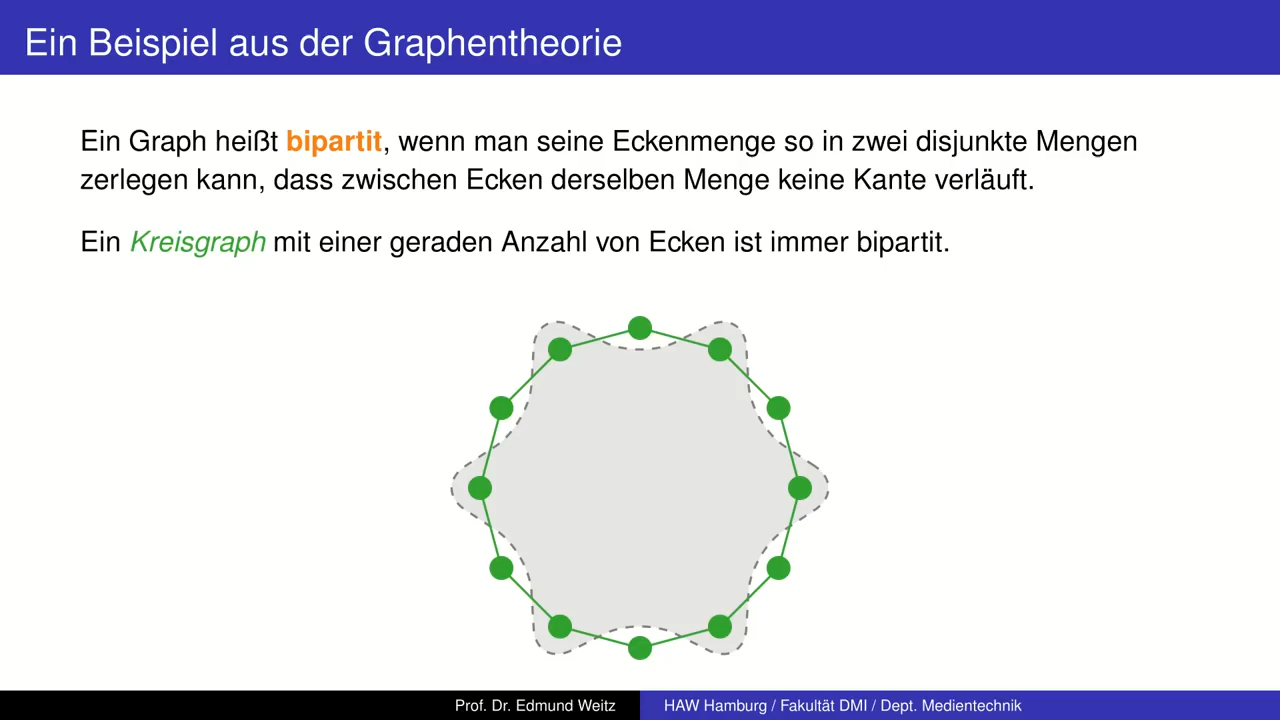 Ein Beispiel aus der Graphentheorie
Ein Graph heißt bipartit, wenn man seine Eckenmenge so in zwei disjunkte Mengen
zerlegen kann, dass zwischen Ecken derselben Menge keine Kante verläuft.
Ein Kreisgraph mit einer geraden Anzahl von Ecken ist immer bipartit.
Prof. Dr. Edmund Weitz
HAW Hamburg / Fakultät DMI / Dept. Medientechnik